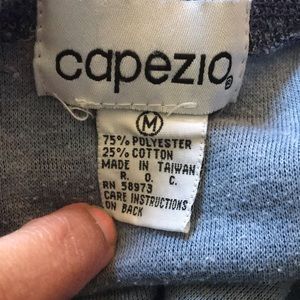 capezio®
M
75% POLYESTER
25% COTTON
MADE IN TAIWAN
R. O. C.
RN 58973
CARE INSTRUCTIONS
ON BACK